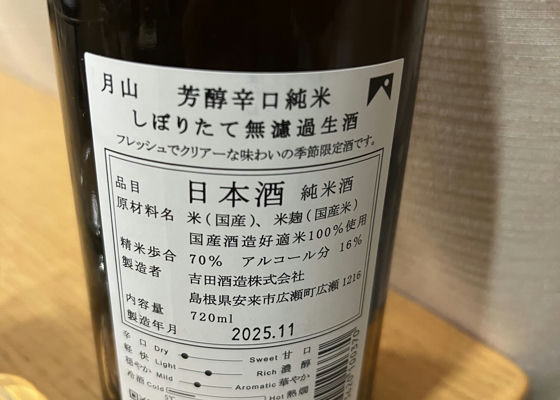 月山 芳醇辛口純米
しぼりたて無濾過生酒
フレッシュでクリアーな味わいの季節限定酒です。
品目 日本酒 純米酒
原材料名 米(国産)、米麹(国産米)
国産酒造好適米100%使用
精米歩合 70% アルコール分 16%
製造者 吉田酒造株式会社
島根県安来市広瀬町広瀬 1216
内容量 720ml
製造年月 2025.11
辛口 Dry Sweet 甘口
軽快 Light Rich 濃醇
穏やか Mild Aromatic 華やか
冷酒 Cold Hot 熱燗